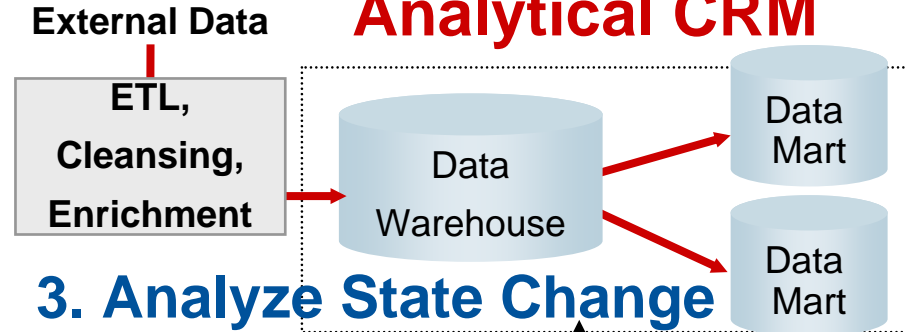 Analytical CRM
External Data
ETL,
Cleansing,
Enrichment
Data
Warehouse
Data
Mart
Data
Mart
3. Analyze State Change